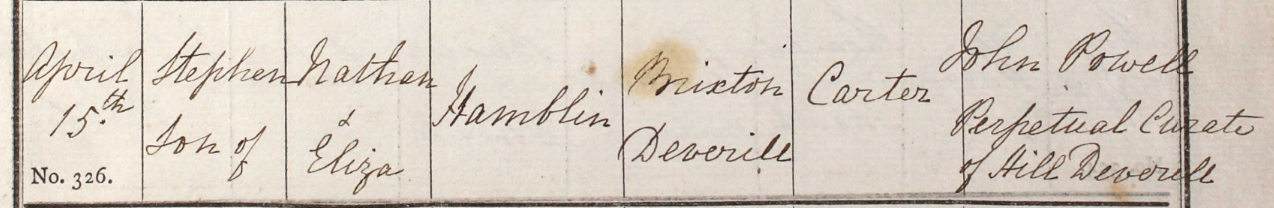 April
15th
No. 326.
Stephen
Son of
Nathan
&
Eliza
Hamblin
Brixton
Deverill
Carter
John Powell
Perpetual Curate
of Hill Deverell